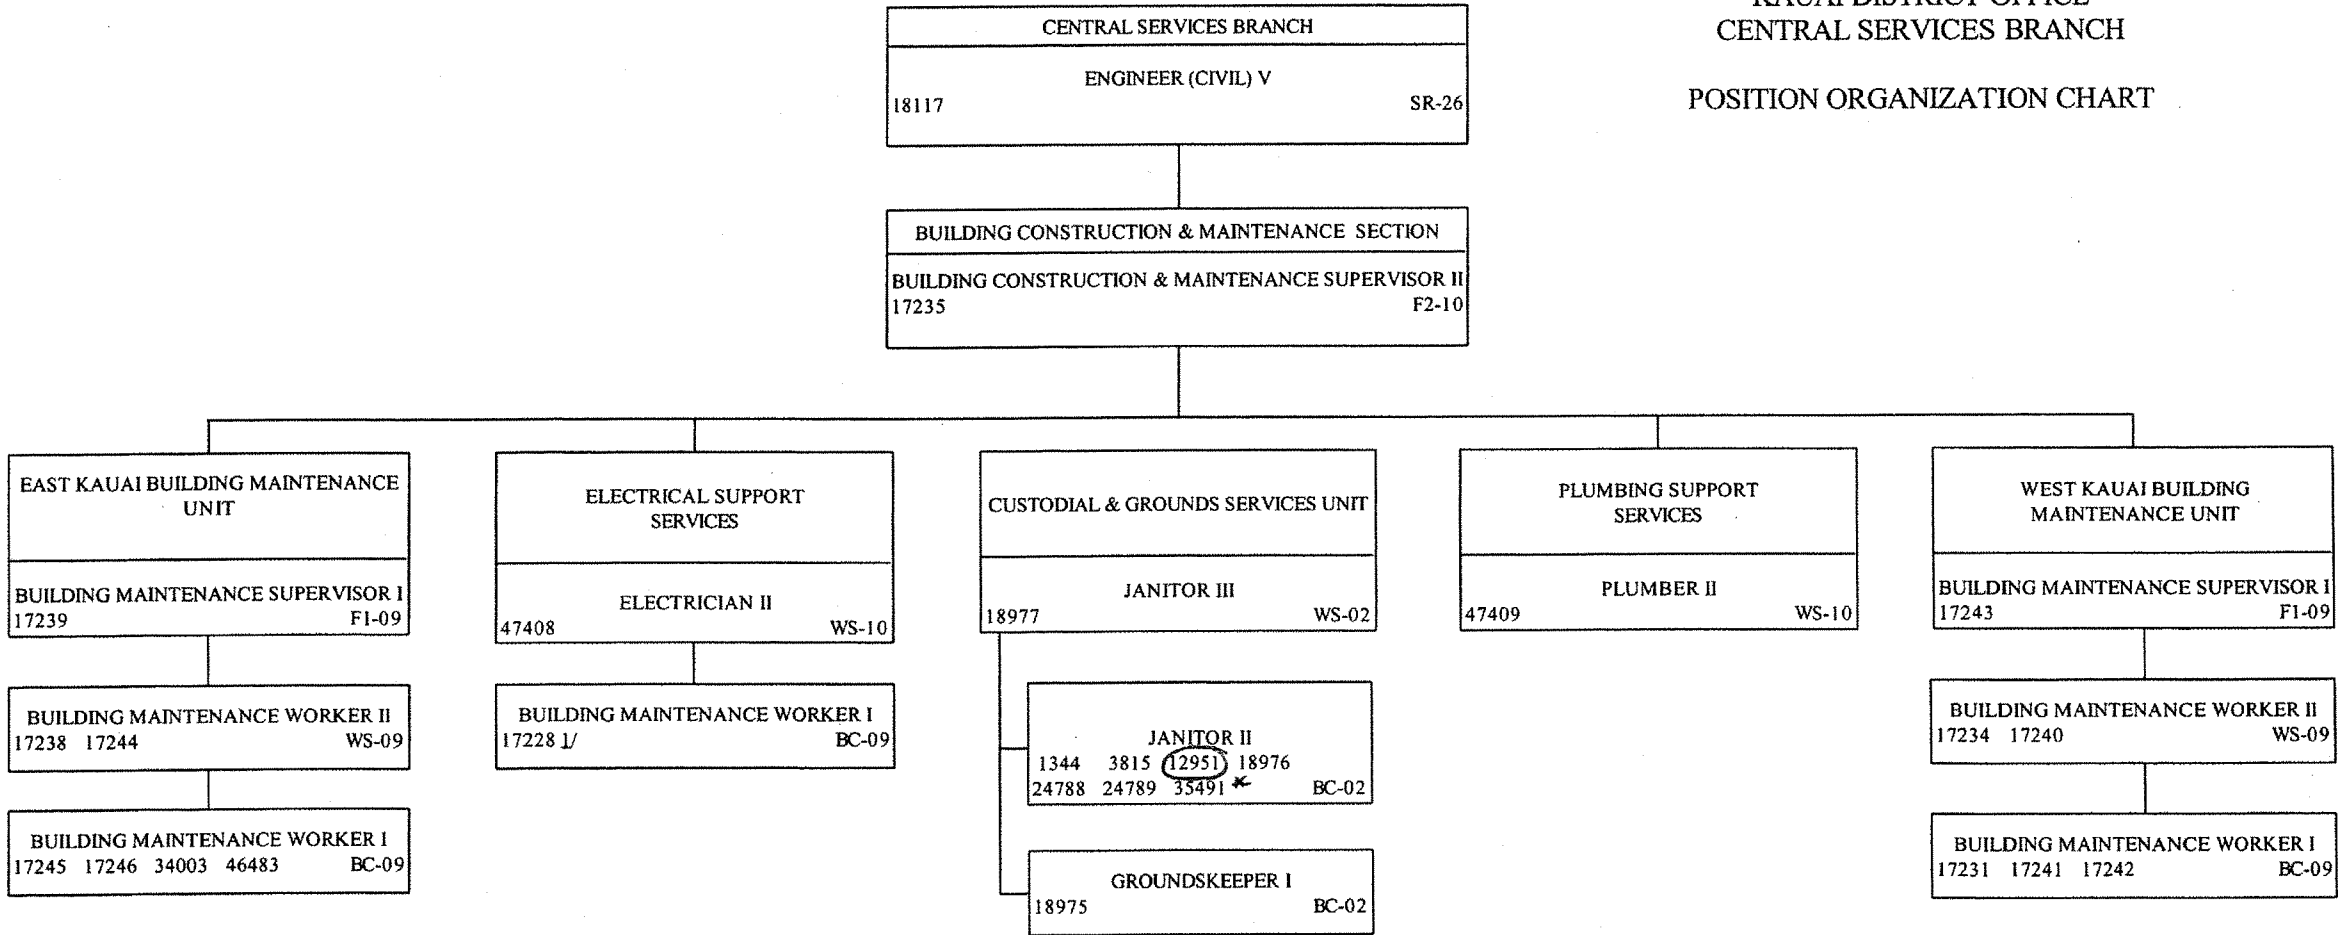 KAUAI DISTRICT OFFICE
CENTRAL SERVICES BRANCH
POSITION ORGANIZATION CHART
CENTRAL SERVICES BRANCH
ENGINEER (CIVIL) V
18117 SR-26
BUILDING CONSTRUCTION & MAINTENANCE SECTION
BUILDING CONSTRUCTION & MAINTENANCE SUPERVISOR II
17235 F2-10
EAST KAUAI BUILDING MAINTENANCE
UNIT
BUILDING MAINTENANCE SUPERVISOR I
17239 F1-09
BUILDING MAINTENANCE WORKER II
17238 17244 WS-09
BUILDING MAINTENANCE WORKER I
17245 17246 34003 46483 BC-09
ELECTRICAL SUPPORT
SERVICES
ELECTRICIAN II
47408 WS-10
BUILDING MAINTENANCE WORKER I
17228 1/ BC-09
CUSTODIAL & GROUNDS SERVICES UNIT
JANITOR III
18977 WS-02
JANITOR II
1344 3815 12951 18976
24788 24789 35491 * BC-02
GROUNDSKEEPER I
18975 BC-02
PLUMBING SUPPORT
SERVICES
PLUMBER II
47409 WS-10
WEST KAUAI BUILDING
MAINTENANCE UNIT
BUILDING MAINTENANCE SUPERVISOR I
17243 F1-09
BUILDING MAINTENANCE WORKER II
17234 17240 WS-09
BUILDING MAINTENANCE WORKER I
17231 17241 17242 BC-09